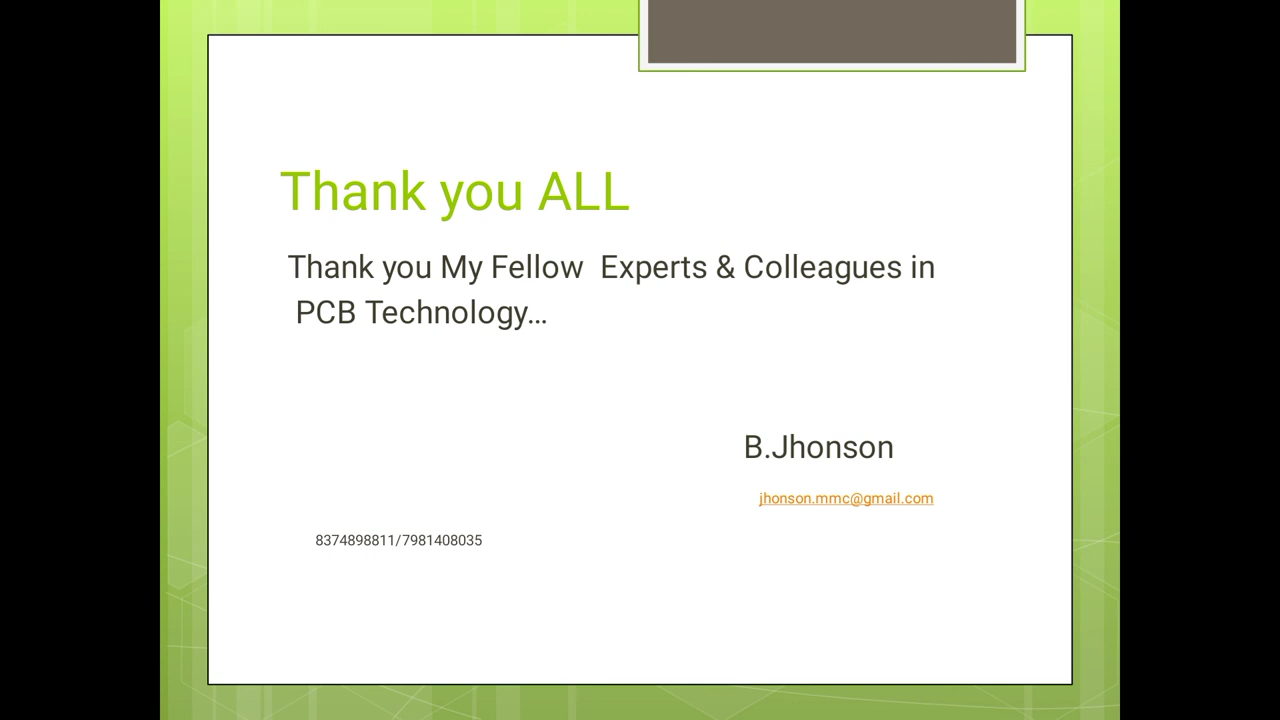 Thank you ALL
Thank you My Fellow  Experts & Colleagues in
PCB Technology…
B.Jhonson
jhonson.mmc@gmail.com
8374898811/7981408035